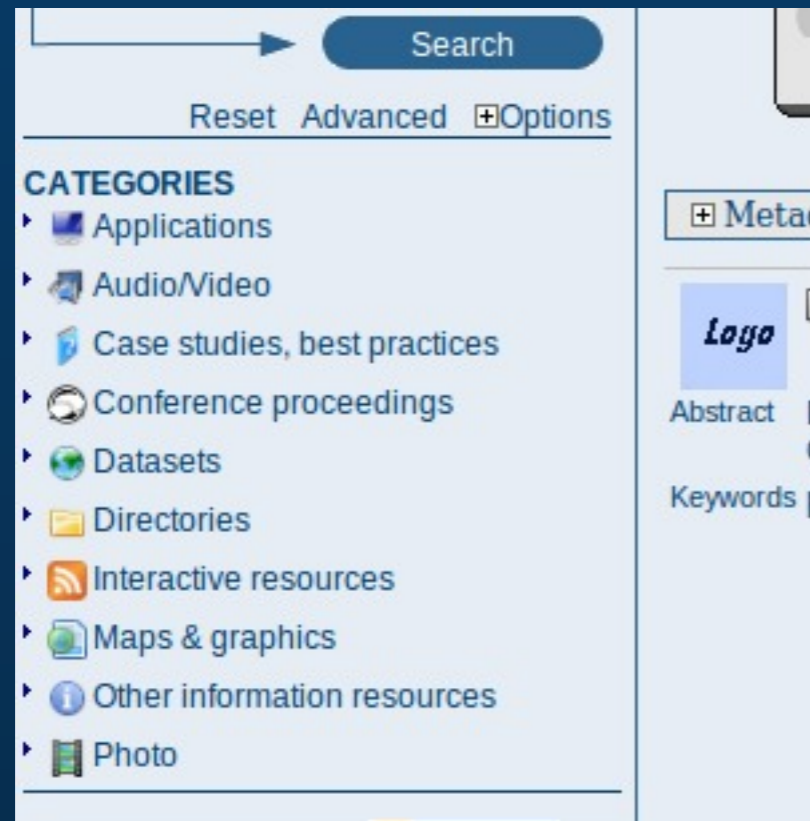 Search
Reset Advanced Options
CATEGORIES
Applications
Audio/Video
Case studies, best practices
Conference proceedings
Datasets
Directories
Interactive resources
Maps & graphics
Other information resources
Photo
Logo
Abstract
Keywords